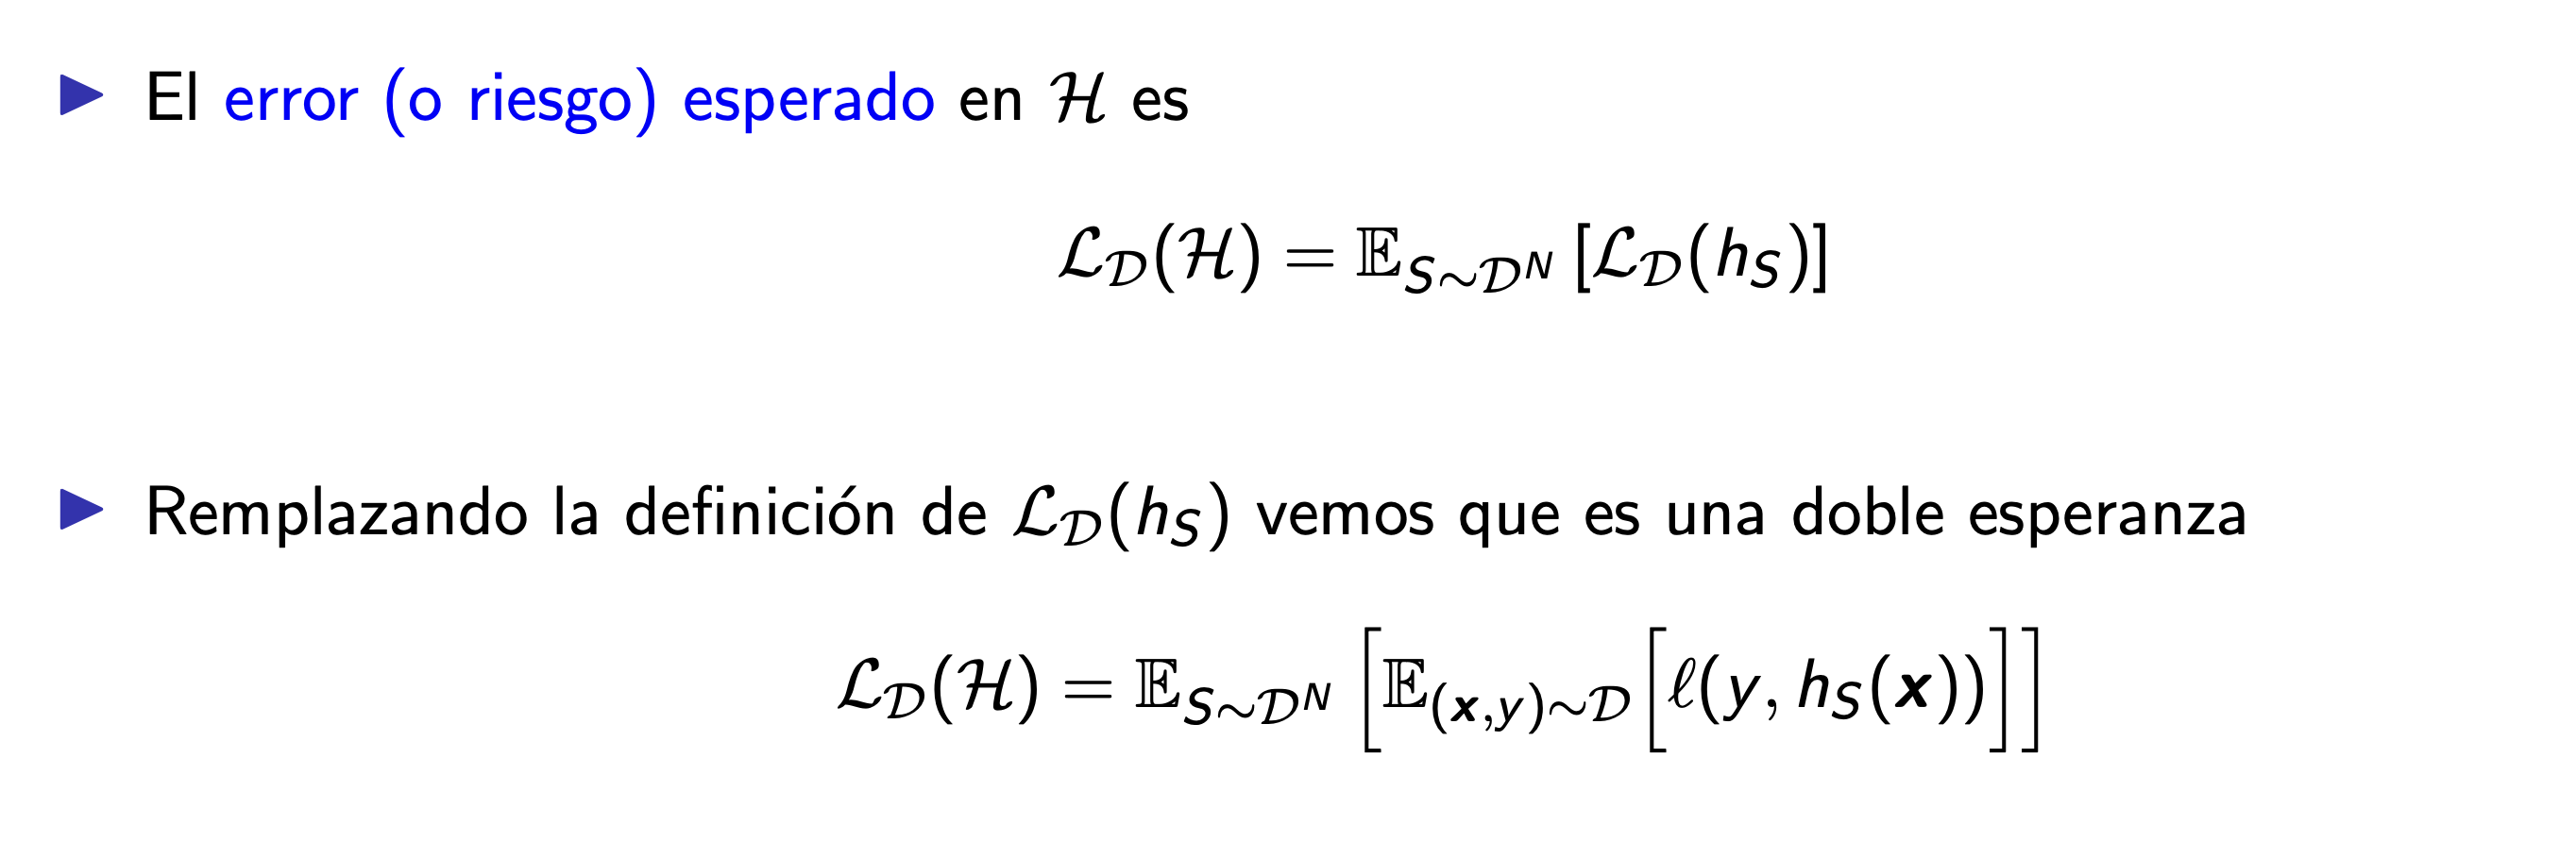 ▶ El error (o riesgo) esperado en ℋ es
ℒ_𝒟(ℋ) = 𝔼_{S∼𝒟^N} [ℒ_𝒟(h_S)]
▶ Remplazando la definición de ℒ_𝒟(h_S) vemos que es una doble esperanza
ℒ_𝒟(ℋ) = 𝔼_{S∼𝒟^N} [𝔼_{(𝒙,y)∼𝒟}[ℓ(y, h_S(𝒙))]]